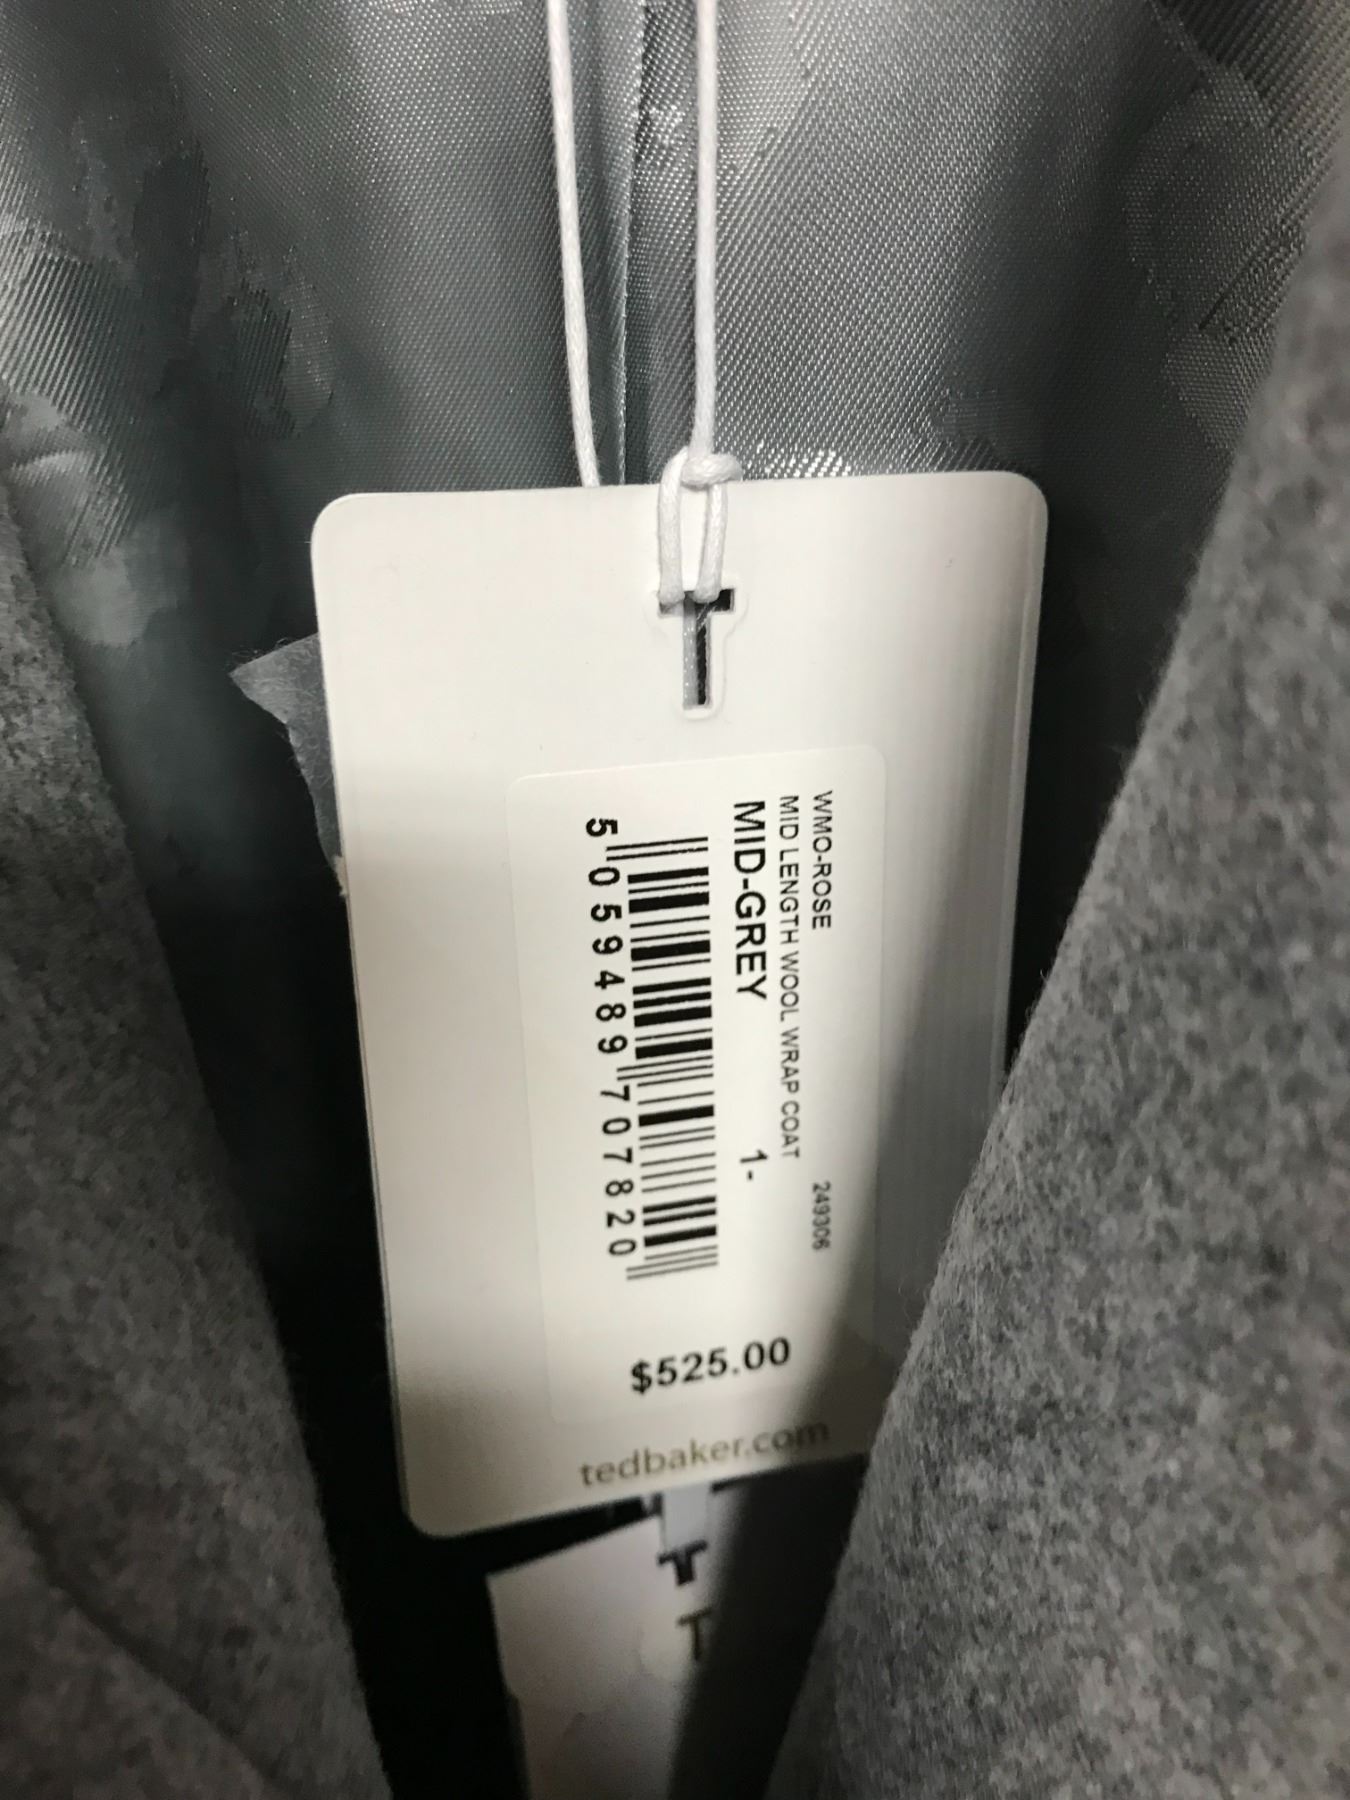 WMO-ROSE 249306
MID LENGTH WOOL WRAP COAT
MID-GREY 1-
5 059489 707820
$525.00
tedbaker.com
T